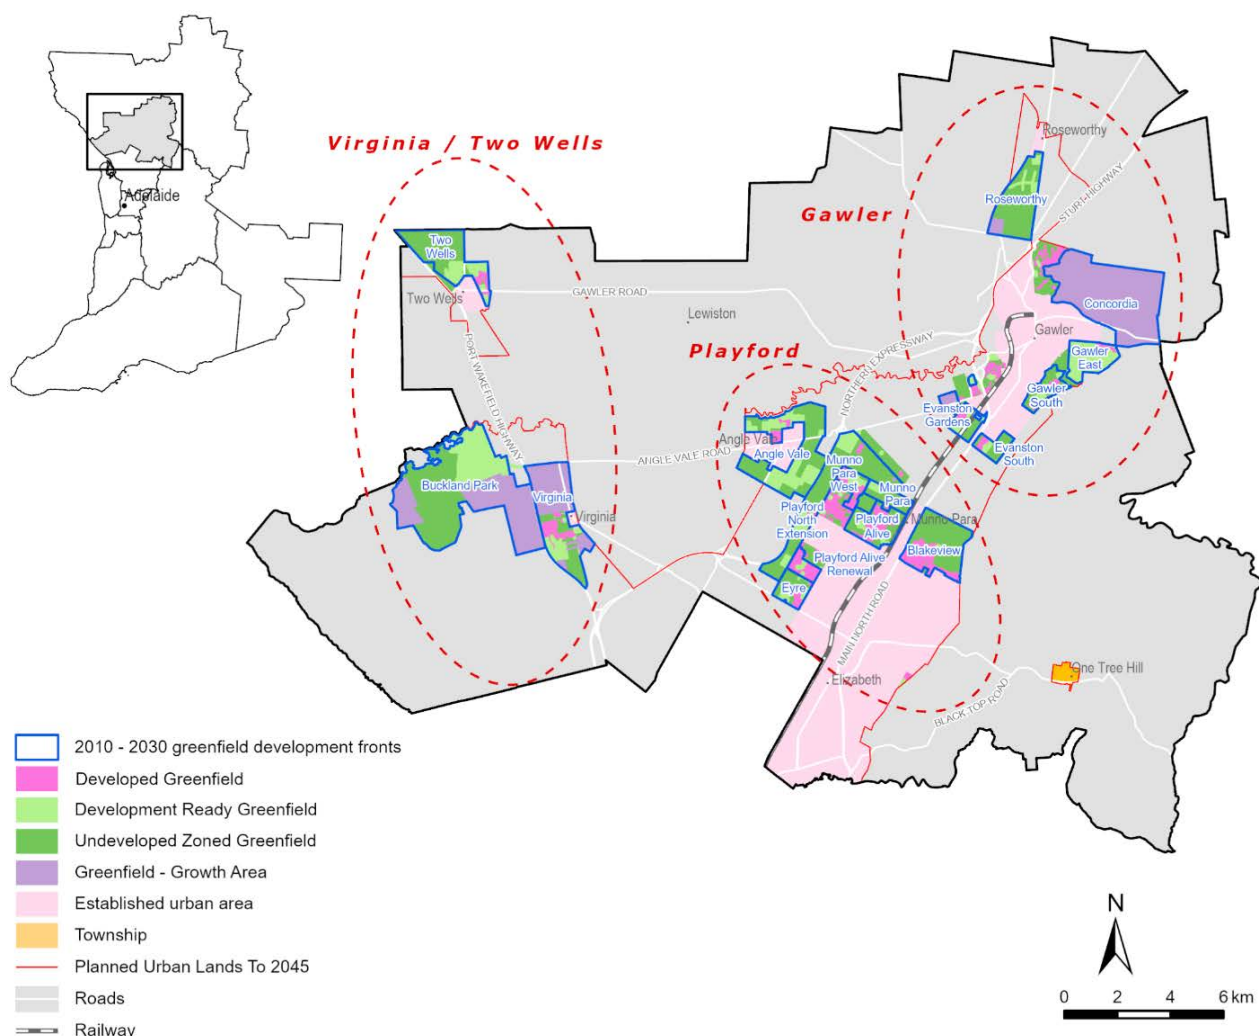 Adelaide
Virginia / Two Wells
Roseworthy
Roseworthy
STURT HIGHWAY
Gawler
Two
Wells
Two Wells
GAWLER ROAD
Concordia
Lewiston
Gawler
NORTHERN EXPRESSWAY
Playford
Gawler
East
PORT WAKEFIELD HIGHWAY
Gawler
South
Evanston
Gardens
Angle Vale
Angle Vale
ANGLE VALE ROAD
Evanston
South
Munno
Para
West
Buckland Park
Virginia
Virginia
Munno
Para
Playford
North
Extension
Playford
Alive
Munno Para
Blakeview
Playford Alive
Renewal
Eyre
MAIN NORTH ROAD
One Tree Hill
Elizabeth
BLACK TOP ROAD
2010 - 2030 greenfield development fronts
Developed Greenfield
Development Ready Greenfield
Undeveloped Zoned Greenfield
Greenfield - Growth Area
Established urban area
Township
Planned Urban Lands To 2045
Roads
Railway
N
0 2 4 6 km